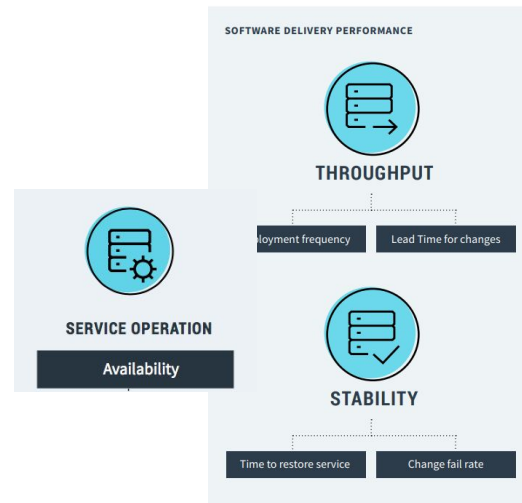 SOFTWARE DELIVERY PERFORMANCE
THROUGHPUT
loyment frequency
Lead Time for changes
SERVICE OPERATION
Availability
STABILITY
Time to restore service
Change fail rate